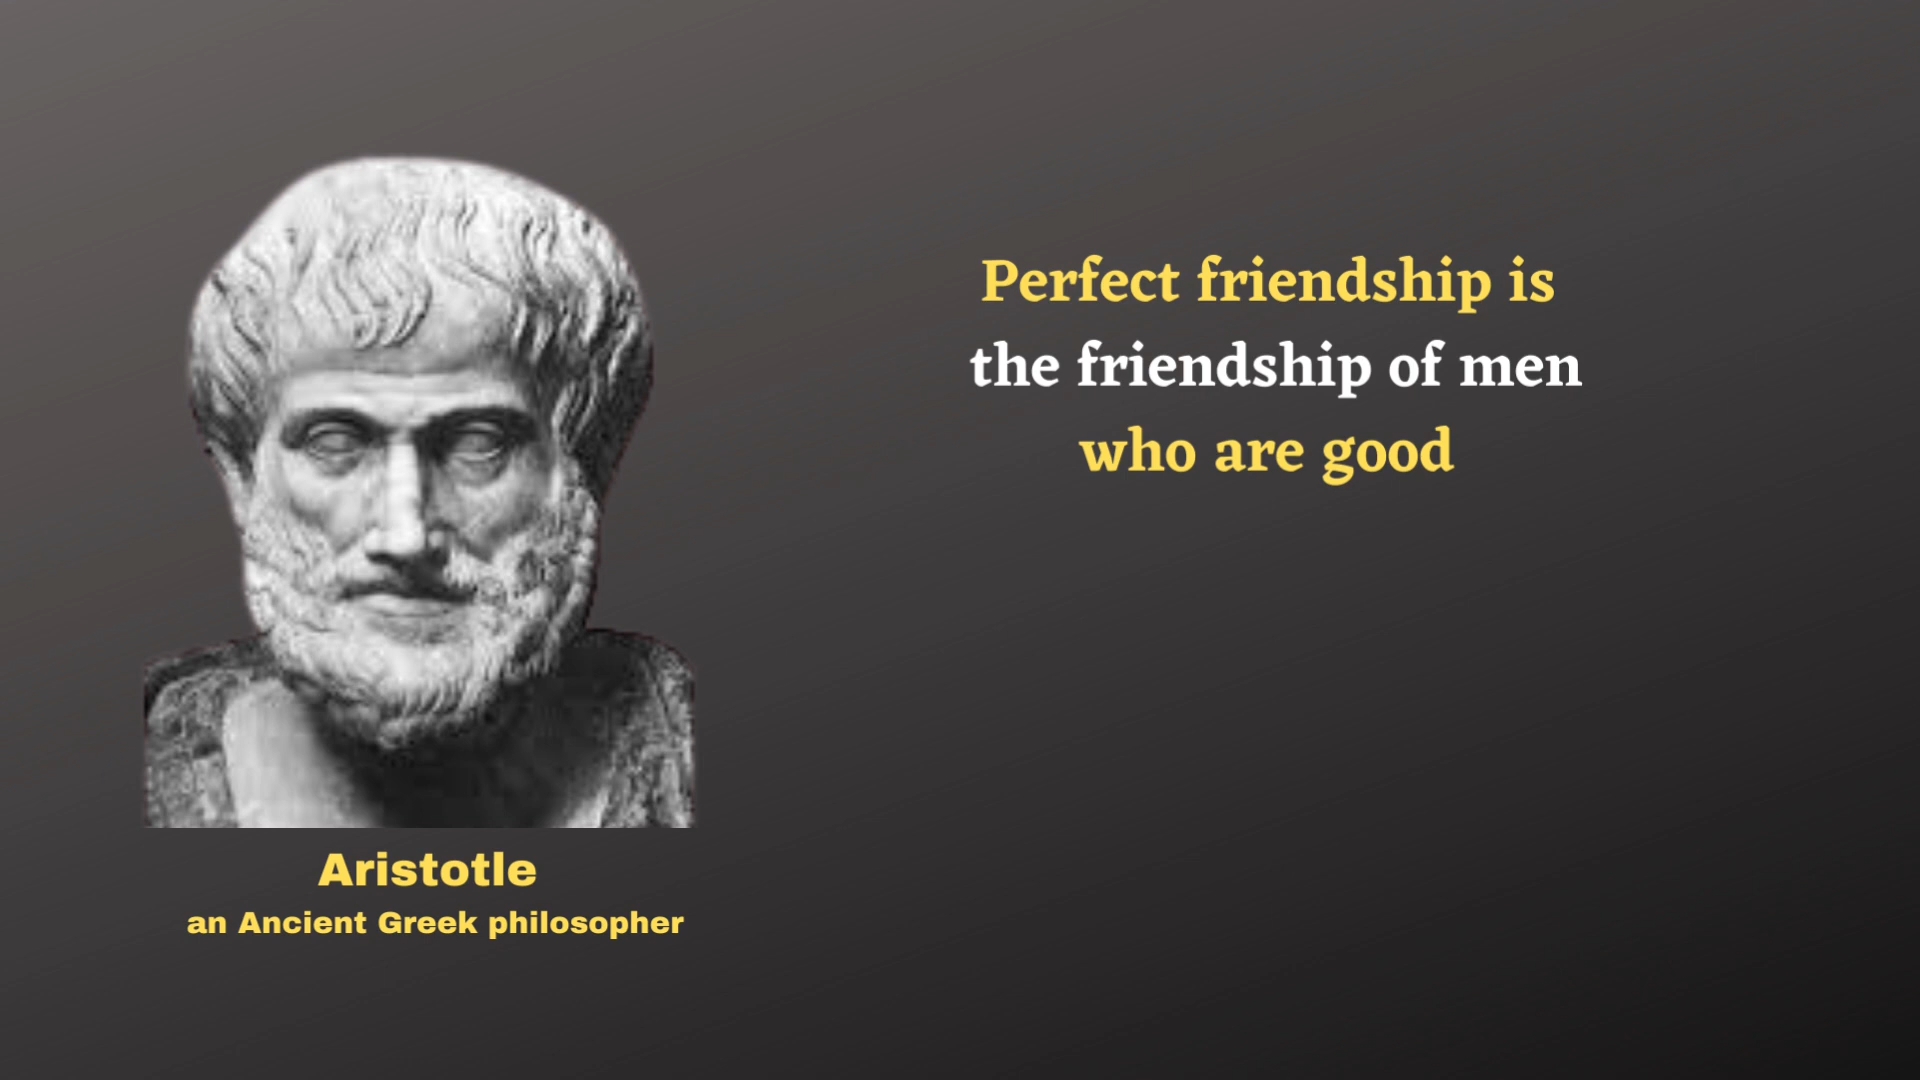 Perfect friendship is
the friendship of men
who are good
Aristotle
an Ancient Greek philosopher